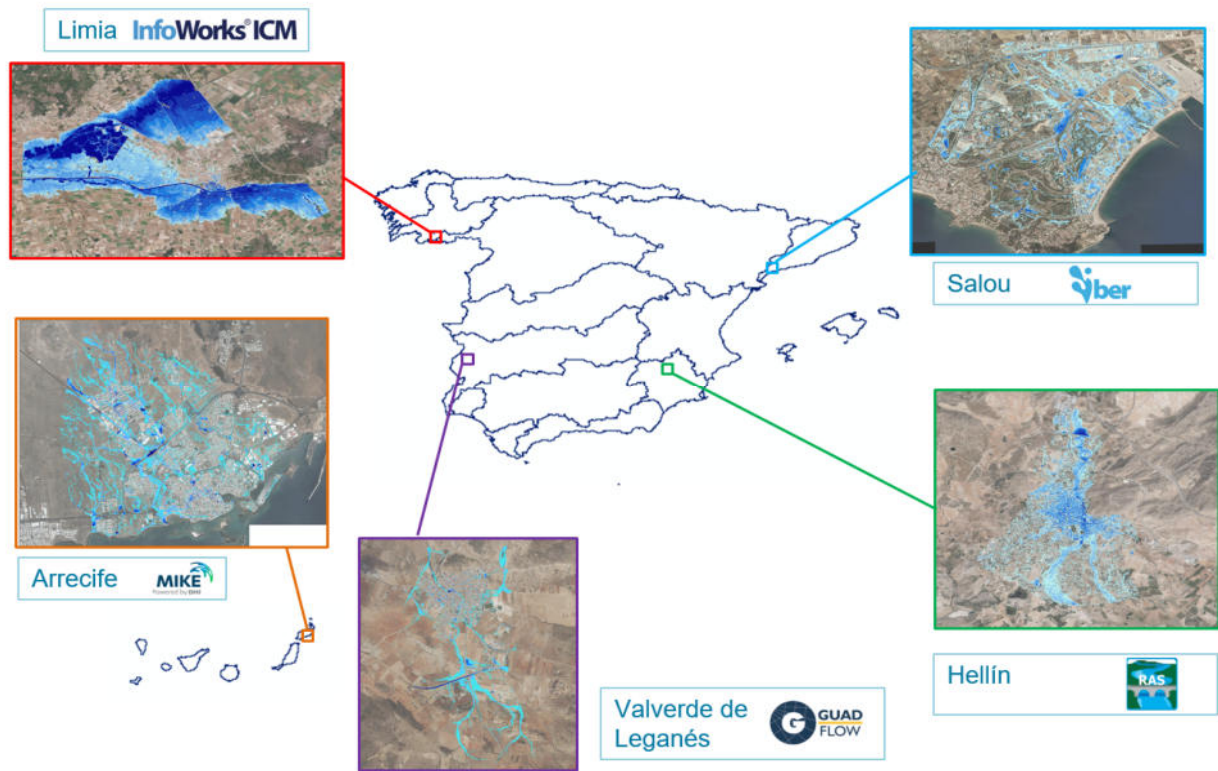 Limia InfoWorks® ICM
Salou iber
Arrecife MIKE
Powered by DHI
Hellín RAS
Valverde de
Leganés
GUAD
FLOW
G